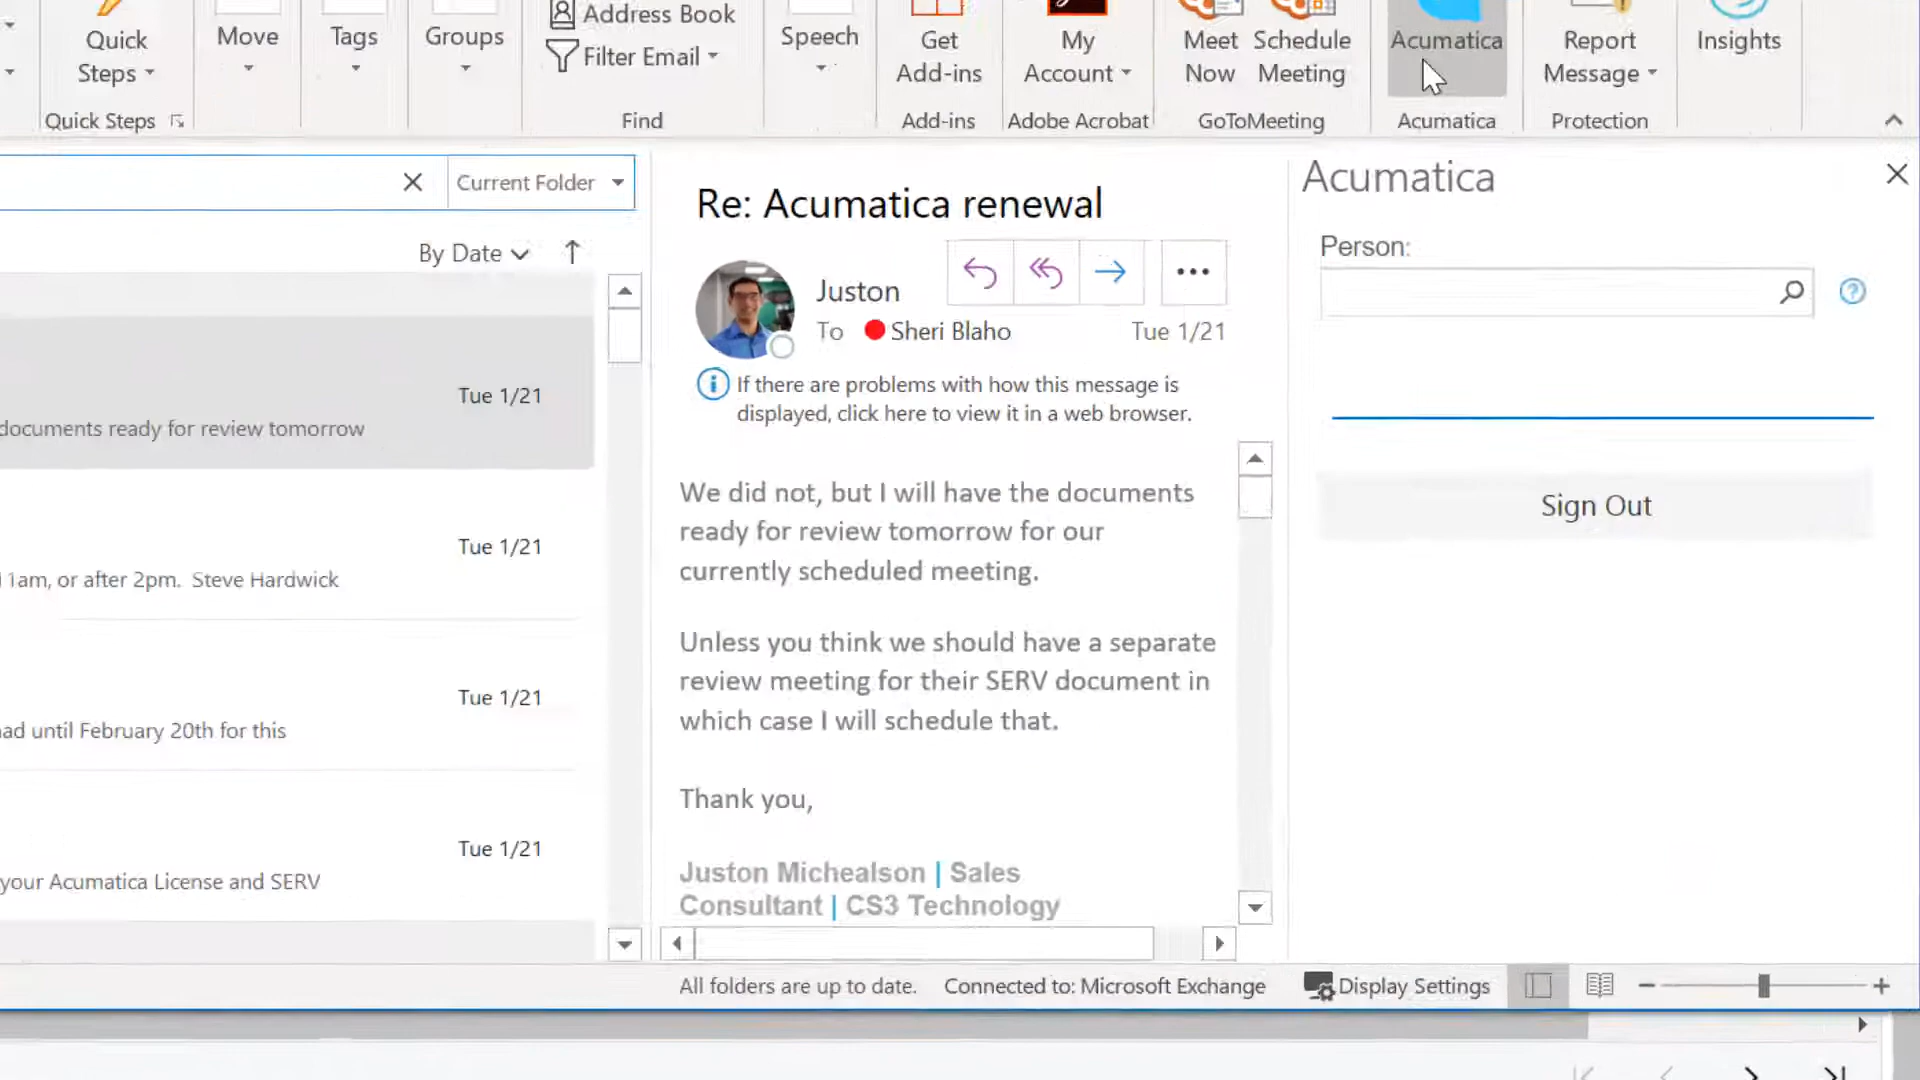 Quick Steps
Move
Tags
Groups
Address Book
Filter Email
Speech
Get Add-ins
My Account
Meet Now
Schedule Meeting
Acumatica
Report Message
Insights
Quick Steps
Find
Add-ins
Adobe Acrobat
GoToMeeting
Acumatica
Protection
Current Folder
By Date
Tue 1/21
documents ready for review tomorrow
Tue 1/21
1am, or after 2pm. Steve Hardwick
Tue 1/21
ad until February 20th for this
Tue 1/21
your Acumatica License and SERV
Re: Acumatica renewal
Juston
To Sheri Blaho
Tue 1/21
If there are problems with how this message is
displayed, click here to view it in a web browser.
We did not, but I will have the documents
ready for review tomorrow for our
currently scheduled meeting.
Unless you think we should have a separate
review meeting for their SERV document in
which case I will schedule that.
Thank you,
Juston Michealson | Sales
Consultant | CS3 Technology
Acumatica
Person:
Sign Out
All folders are up to date.
Connected to: Microsoft Exchange
Display Settings